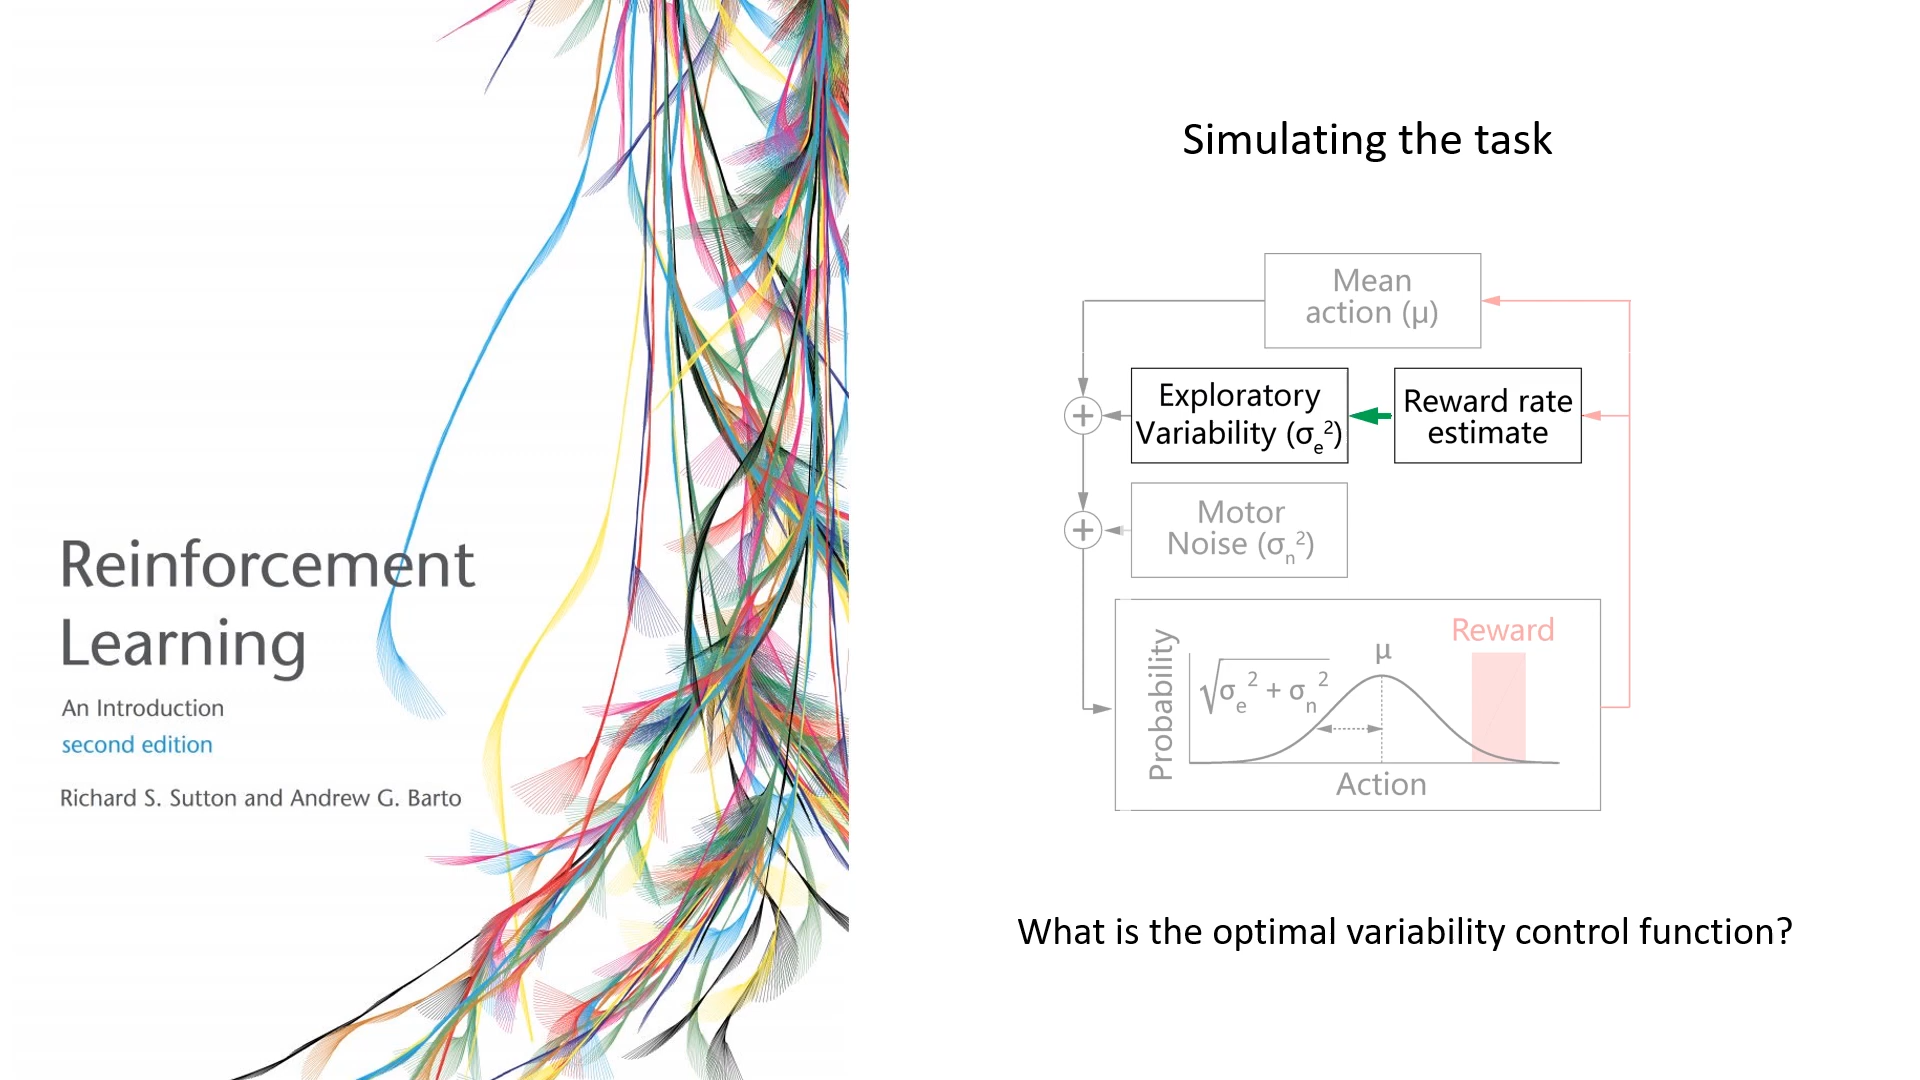 Reinforcement
Learning
An Introduction
second edition
Richard S. Sutton and Andrew G. Barto
Simulating the task
Mean
action (μ)
Exploratory
Variability (σₑ²)
Reward rate
estimate
+
Motor
Noise (σₙ²)
+
Reward
μ
√σₑ² + σₙ²
Probability
Action
What is the optimal variability control function?